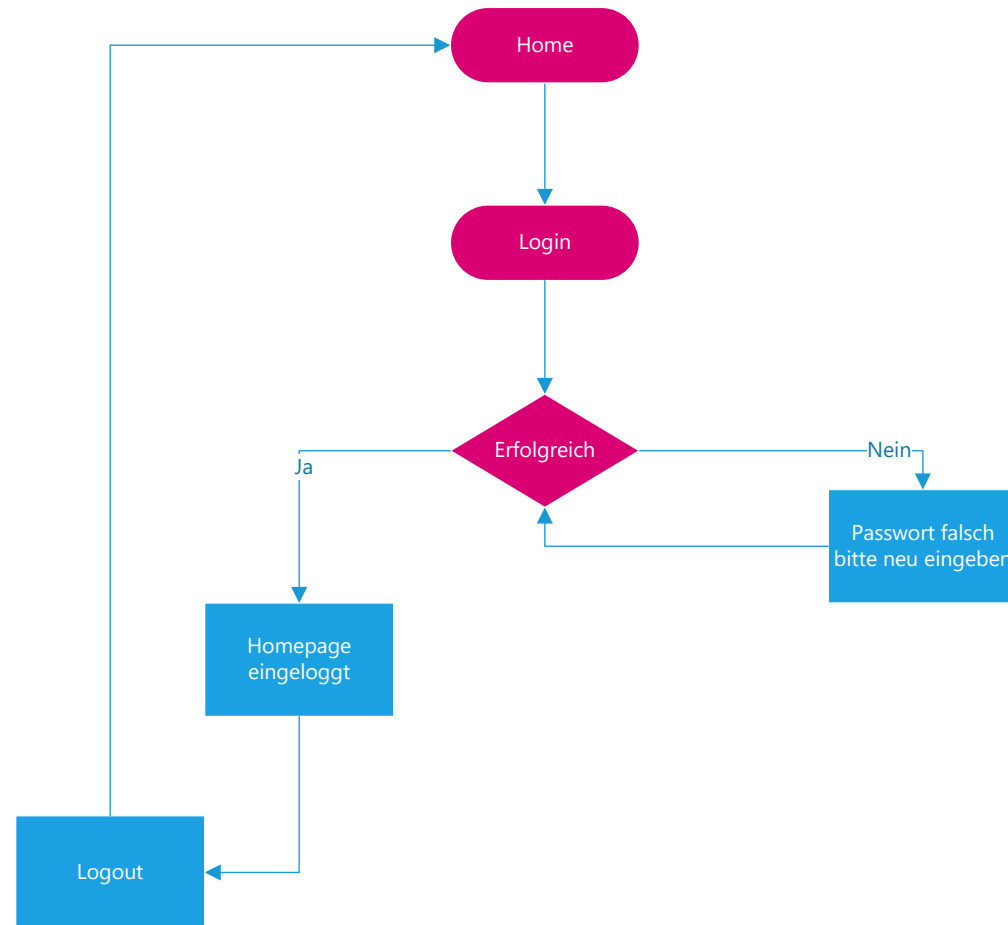 Home
Login
Erfolgreich
Ja
Nein
Passwort falsch
bitte neu eingeben
Homepage
eingeloggt
Logout